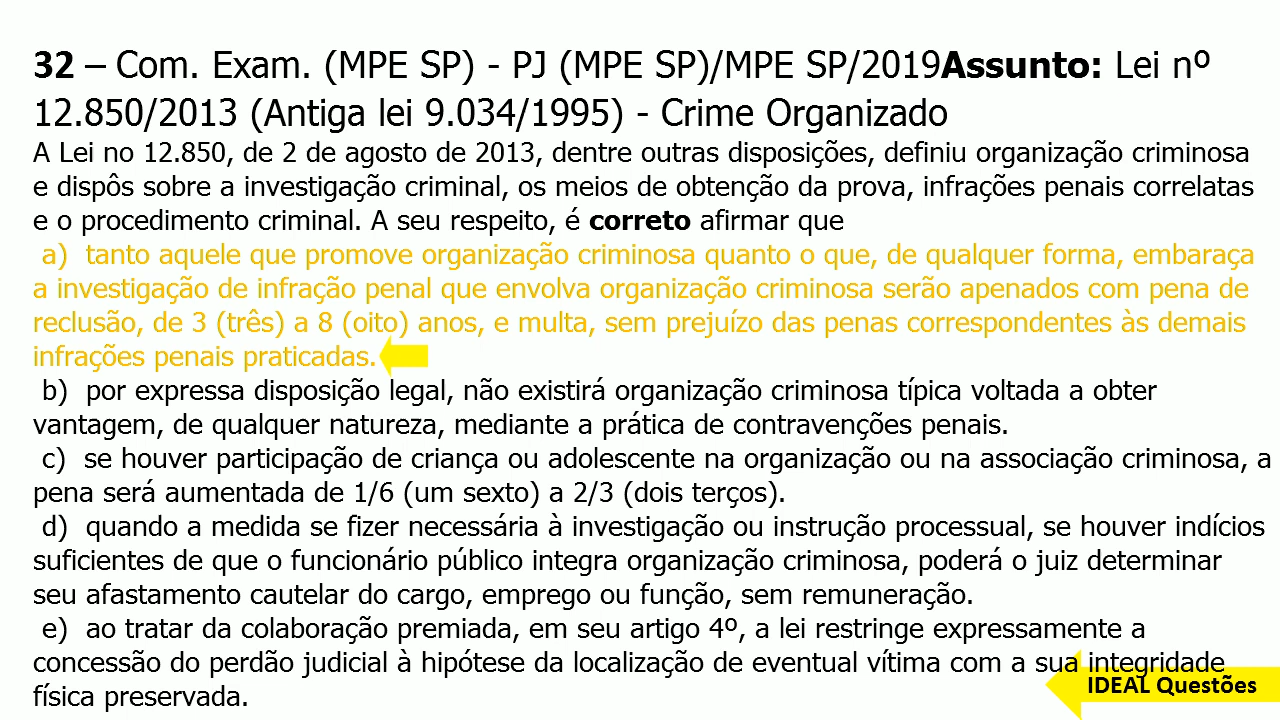 32 – Com. Exam. (MPE SP) - PJ (MPE SP)/MPE SP/2019Assunto: Lei nº
12.850/2013 (Antiga lei 9.034/1995) - Crime Organizado
A Lei no 12.850, de 2 de agosto de 2013, dentre outras disposições, definiu organização criminosa
e dispôs sobre a investigação criminal, os meios de obtenção da prova, infrações penais correlatas
e o procedimento criminal. A seu respeito, é correto afirmar que
a) tanto aquele que promove organização criminosa quanto o que, de qualquer forma, embaraça
a investigação de infração penal que envolva organização criminosa serão apenados com pena de
reclusão, de 3 (três) a 8 (oito) anos, e multa, sem prejuízo das penas correspondentes às demais
infrações penais praticadas.
b) por expressa disposição legal, não existirá organização criminosa típica voltada a obter
vantagem, de qualquer natureza, mediante a prática de contravenções penais.
c) se houver participação de criança ou adolescente na organização ou na associação criminosa, a
pena será aumentada de 1/6 (um sexto) a 2/3 (dois terços).
d) quando a medida se fizer necessária à investigação ou instrução processual, se houver indícios
suficientes de que o funcionário público integra organização criminosa, poderá o juiz determinar
seu afastamento cautelar do cargo, emprego ou função, sem remuneração.
e) ao tratar da colaboração premiada, em seu artigo 4º, a lei restringe expressamente a
concessão do perdão judicial à hipótese da localização de eventual vítima com a sua integridade
física preservada.
IDEAL Questões